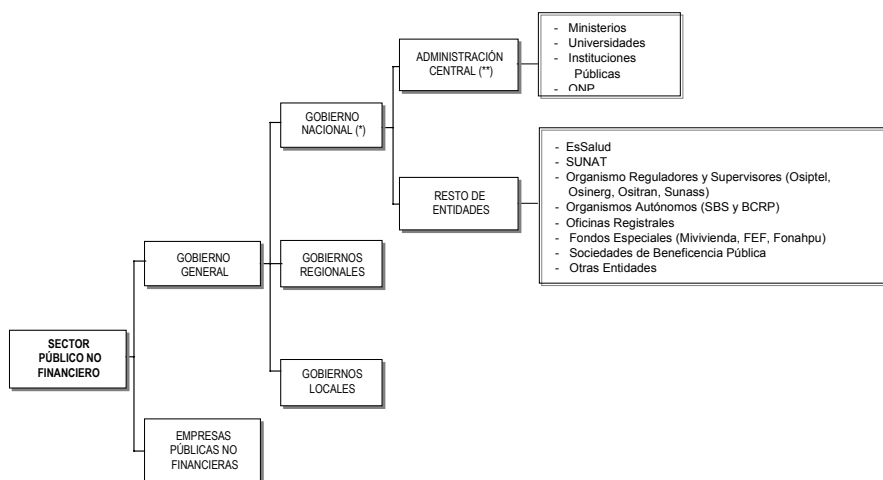 ADMINISTRACIÓN
CENTRAL (**)
- Ministerios
- Universidades
- Instituciones
Públicas
- ONP
GOBIERNO
NACIONAL (*)
RESTO DE
ENTIDADES
- EsSalud
- SUNAT
- Organismo Reguladores y Supervisores (Osiptel,
Osinerg, Ositran, Sunass)
- Organismos Autónomos (SBS y BCRP)
- Oficinas Registrales
- Fondos Especiales (Mivivienda, FEF, Fonahpu)
- Sociedades de Beneficencia Pública
- Otras Entidades
GOBIERNO
GENERAL
GOBIERNOS
REGIONALES
SECTOR
PÚBLICO NO
FINANCIERO
GOBIERNOS
LOCALES
EMPRESAS
PÚBLICAS NO
FINANCIERAS